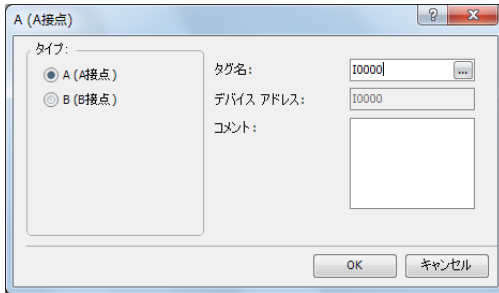 A (A接点)
タイプ:
A (A接点)
B (B接点)
タグ名:
I0000
...
デバイス アドレス:
I0000
コメント:
OK
キャンセル